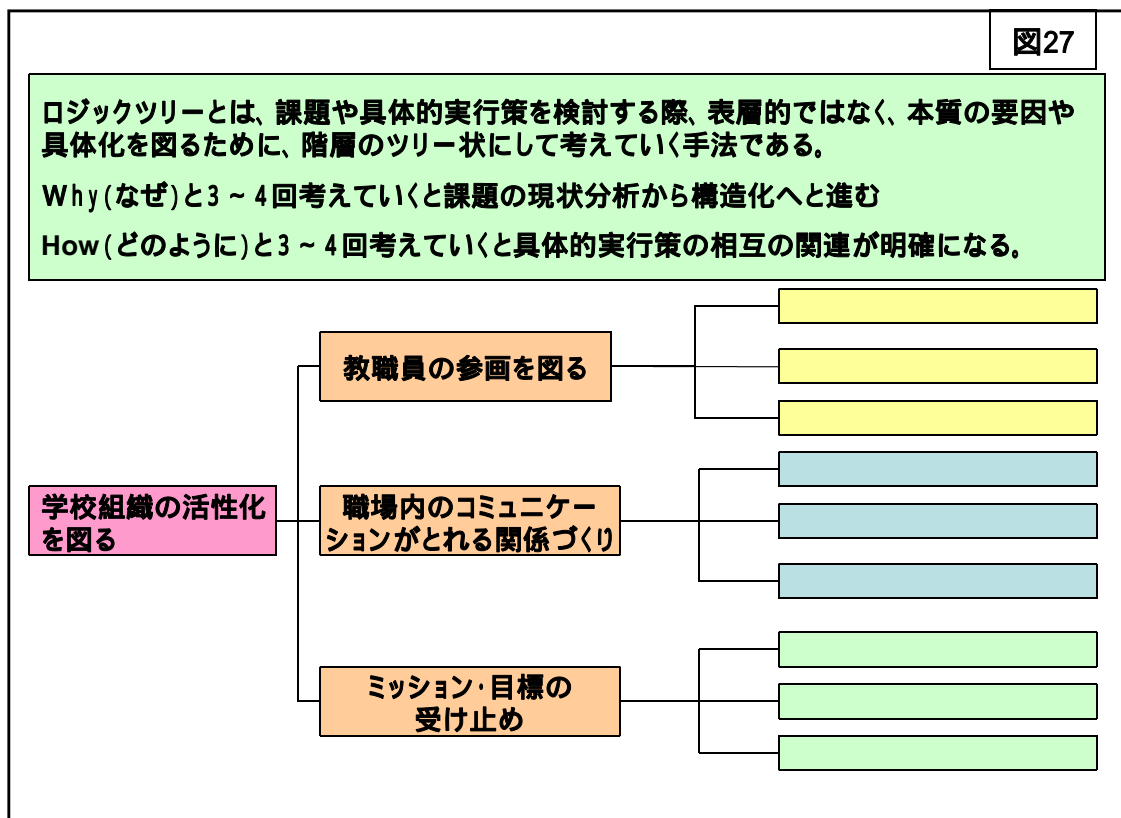 図27
ロジックツリーとは、課題や具体的実行策を検討する際、表層的ではなく、本質の要因や
具体化を図るために、階層のツリー状にして考えていく手法である。
Why(なぜ)と3~4回考えていくと課題の現状分析から構造化へと進む
How(どのように)と3~4回考えていくと具体的実行策の相互の関連が明確になる。
教職員の参画を図る
学校組織の活性化
を図る
職場内のコミュニケー
ションがとれる関係づくり
ミッション・目標の
受け止め